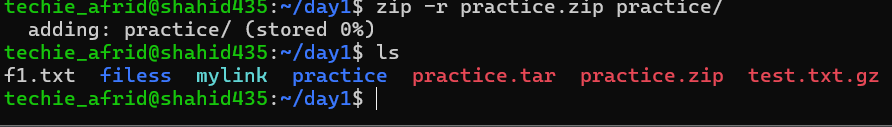 techie_afrid@shahid435:~/day1$ zip -r practice.zip practice/
  adding: practice/ (stored 0%)
techie_afrid@shahid435:~/day1$ ls
f1.txt  filess  mylink  practice  practice.tar  practice.zip  test.txt.gz
techie_afrid@shahid435:~/day1$